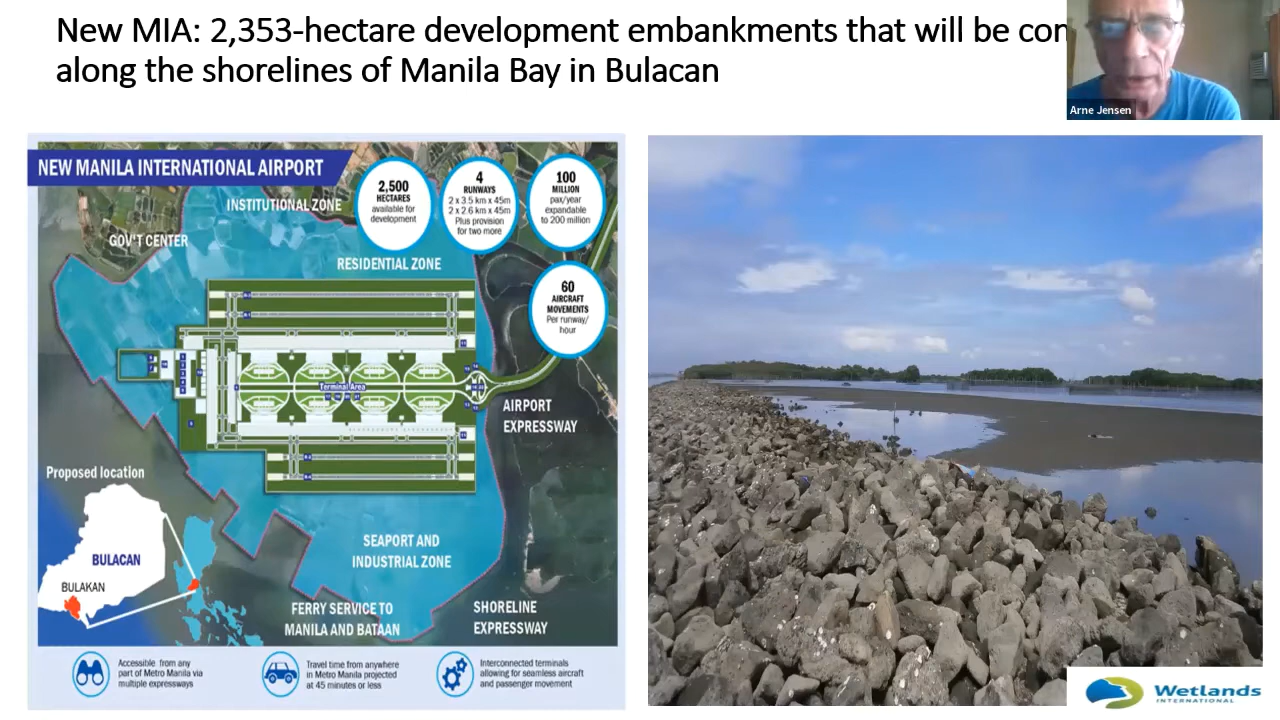 New MIA: 2,353-hectare development embankments that will be con
along the shorelines of Manila Bay in Bulacan
Arne Jensen
NEW MANILA INTERNATIONAL AIRPORT
INSTITUTIONAL ZONE
GOV'T CENTER
RESIDENTIAL ZONE
2,500
HECTARES
available for
development
4
RUNWAYS
2 x 3.5 km x 45m
2 x 2.6 km x 45m
Plus provision
for two more
100
MILLION
pax/year
expandable
to 200 million
60
AIRCRAFT
MOVEMENTS
Per runway/
hour
Terminal Area
AIRPORT
EXPRESSWAY
Proposed location
BULACAN
BULAKAN
SEAPORT AND
INDUSTRIAL ZONE
FERRY SERVICE TO
MANILA AND BATAAN
SHORELINE
EXPRESSWAY
Accessible from any
part of Metro Manila via
multiple expressways
Travel time from anywhere
in Metro Manila projected
at 45 minutes or less
Interconnected terminals
allowing for seamless aircraft
and passenger movement
Wetlands
INTERNATIONAL